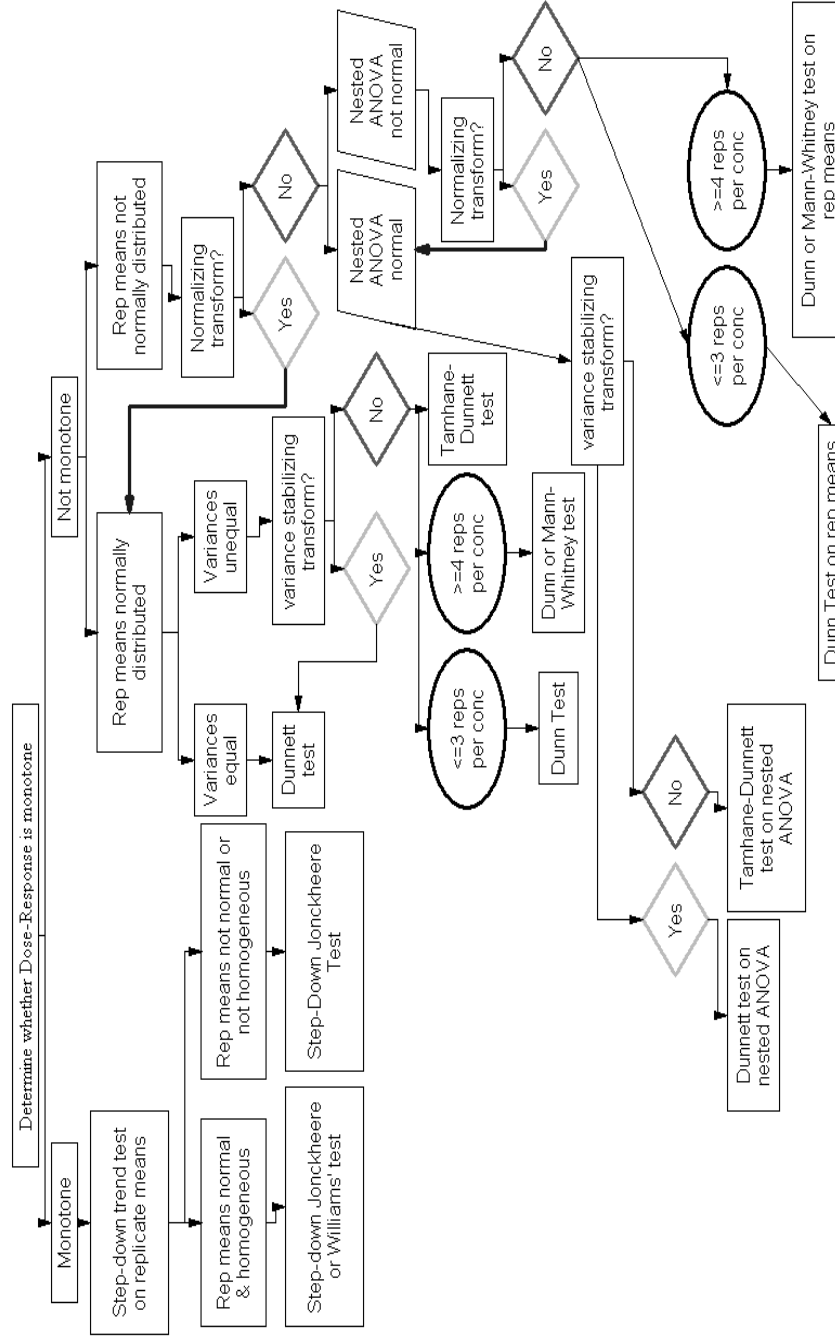 Determine whether Dose-Response is monotone
Monotone
Not monotone
Step-down trend test
on replicate means
Rep means normally
distributed
Rep means not
normally distributed
Rep means normal
& homogeneous
Rep means not normal or
not homogeneous
Variances
equal
Variances
unequal
Normalizing
transform?
Step-down Jonckheere
or Williams' test
Step-Down Jonckheere
Test
Dunnett
test
variance stabilizing
transform?
Yes
No
Yes
No
Nested
ANOVA
normal
Nested
ANOVA
not normal
<=3 reps
per conc
>=4 reps
per conc
Tamhane-
Dunnett
test
Normalizing
transform?
Dunn Test
Dunn or Mann-
Whitney test
Yes
No
variance stabilizing
transform?
Yes
No
<=3 reps
per conc
>=4 reps
per conc
Dunnett test on
nested ANOVA
Tamhane-Dunnett
test on nested
ANOVA
Dunn Test on rep means
Dunn or Mann-Whitney test on
rep means